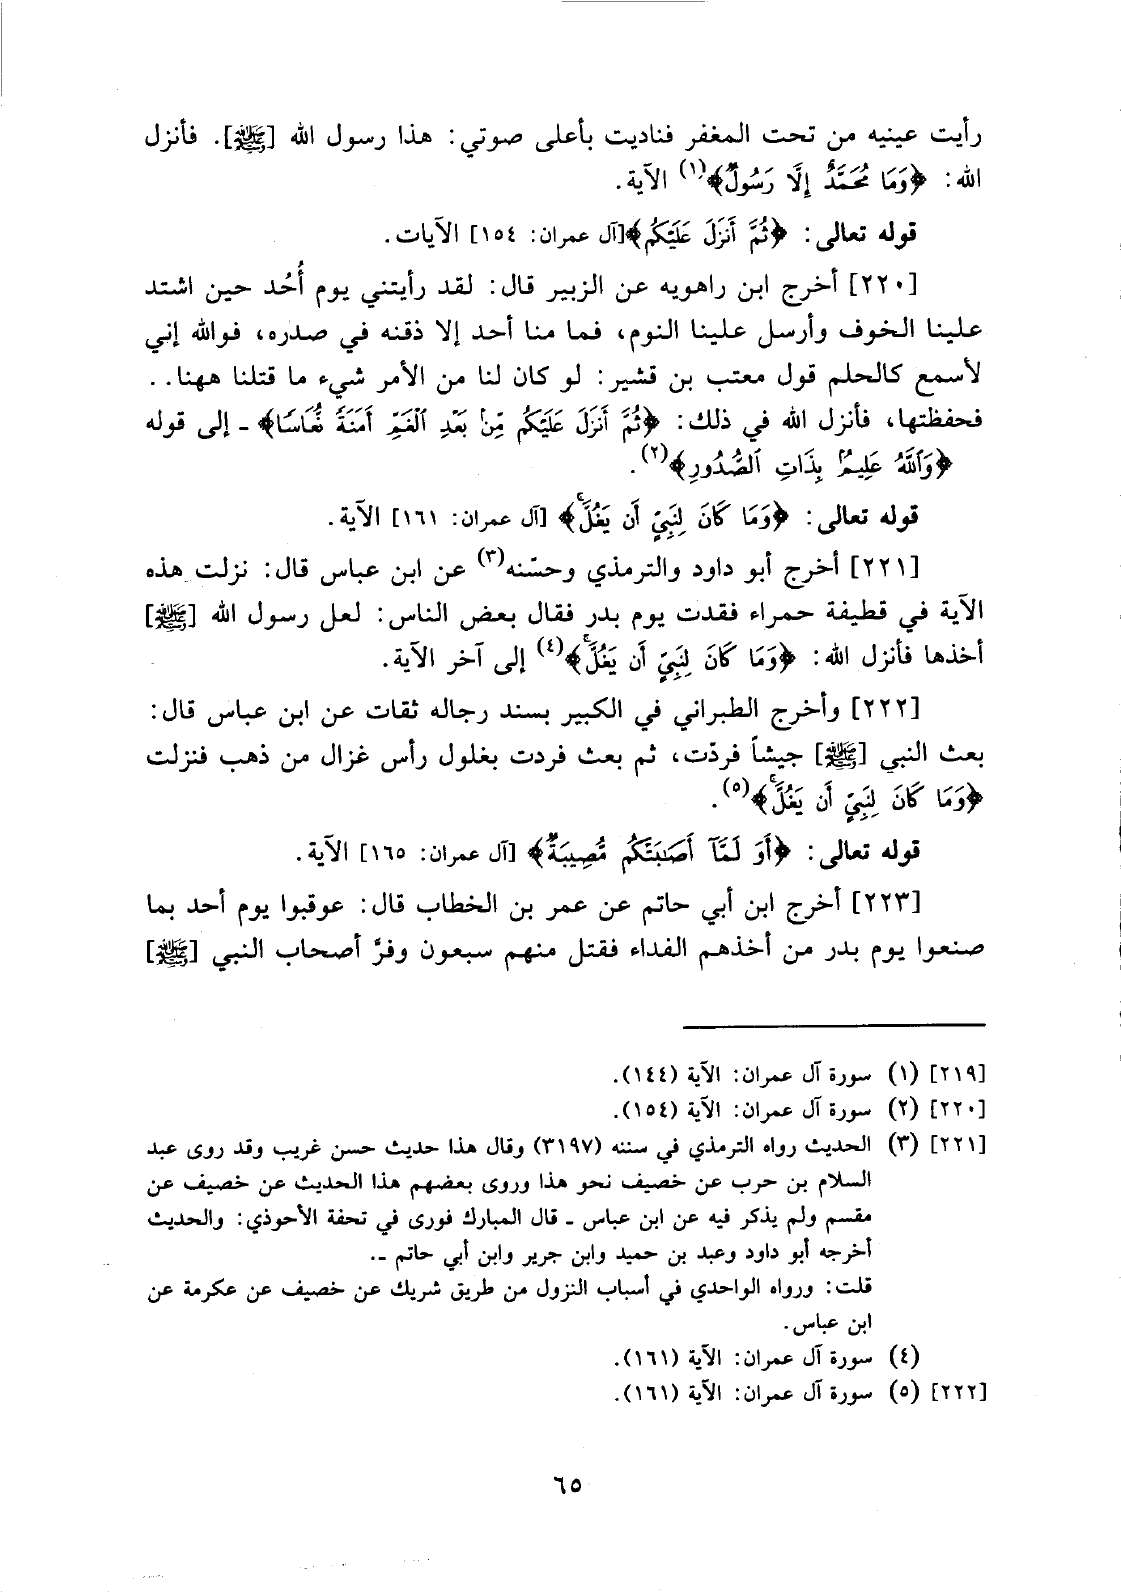 رأيت عينيه من تحت المغفر فناديت بأعلى صوتي: هذا رسول الله [ﷺ]. فأنزل
الله: ﴿وَمَا مُحَمَّدٌ إِلَّا رَسُولٌ﴾(١) الآية.
قوله تعالى: ﴿ثُمَّ أَنزَلَ عَلَيْكُم﴾[آل عمران: ١٥٤] الآيات.
[٢٢٠] أخرج ابن راهويه عن الزبير قال: لقد رأيتني يوم أُحُد حين اشتد
علينا الخوف وأرسل علينا النوم، فما منا أحد إلا ذقنه في صدره، فوالله إني
لأسمع كالحلم قول معتب بن قشير: لو كان لنا من الأمر شيء ما قتلنا ههنا..
فحفظتها، فأنزل الله في ذلك: ﴿ثُمَّ أَنزَلَ عَلَيْكُم مِّنۢ بَعْدِ ٱلْغَمِّ أَمَنَةً نُّعَاسًا﴾ - إلى قوله
﴿وَٱللَّهُ عَلِيمٌۢ بِذَاتِ ٱلصُّدُورِ﴾(٢).
قوله تعالى: ﴿وَمَا كَانَ لِنَبِيٍّ أَن يَغُلَّ ۚ﴾ [آل عمران: ١٦١] الآية.
[٢٢١] أخرج أبو داود والترمذي وحسّنه(٣) عن ابن عباس قال: نزلت هذه
الآية في قطيفة حمراء فقدت يوم بدر فقال بعض الناس: لعل رسول الله [ﷺ]
أخذها فأنزل الله: ﴿وَمَا كَانَ لِنَبِيٍّ أَن يَغُلَّ ۚ﴾(٤) إلى آخر الآية.
[٢٢٢] وأخرج الطبراني في الكبير بسند رجاله ثقات عن ابن عباس قال:
بعث النبي [ﷺ] جيشاً فردّت، ثم بعث فردت بغلول رأس غزال من ذهب فنزلت
﴿وَمَا كَانَ لِنَبِيٍّ أَن يَغُلَّ ۚ﴾(٥).
قوله تعالى: ﴿أَوَ لَمَّآ أَصَٰبَتْكُم مُّصِيبَةٌ﴾ [آل عمران: ١٦٥] الآية.
[٢٢٣] أخرج ابن أبي حاتم عن عمر بن الخطاب قال: عوقبوا يوم أحد بما
صنعوا يوم بدر من أخذهم الفداء فقتل منهم سبعون وفرَّ أصحاب النبي [ﷺ]
[٢١٩] (١) سورة آل عمران: الآية (١٤٤).
[٢٢٠] (٢) سورة آل عمران: الآية (١٥٤).
[٢٢١] (٣) الحديث رواه الترمذي في سننه (٣١٩٧) وقال هذا حديث حسن غريب وقد روى عبد
السلام بن حرب عن خصيف نحو هذا وروى بعضهم هذا الحديث عن خصيف عن
مقسم ولم يذكر فيه عن ابن عباس - قال المبارك فورى في تحفة الأحوذي: والحديث
أخرجه أبو داود وعبد بن حميد وابن جرير وابن أبي حاتم -.
قلت: ورواه الواحدي في أسباب النزول من طريق شريك عن خصيف عن عكرمة عن
ابن عباس.
(٤) سورة آل عمران: الآية (١٦١).
[٢٢٢] (٥) سورة آل عمران: الآية (١٦١).
٦٥